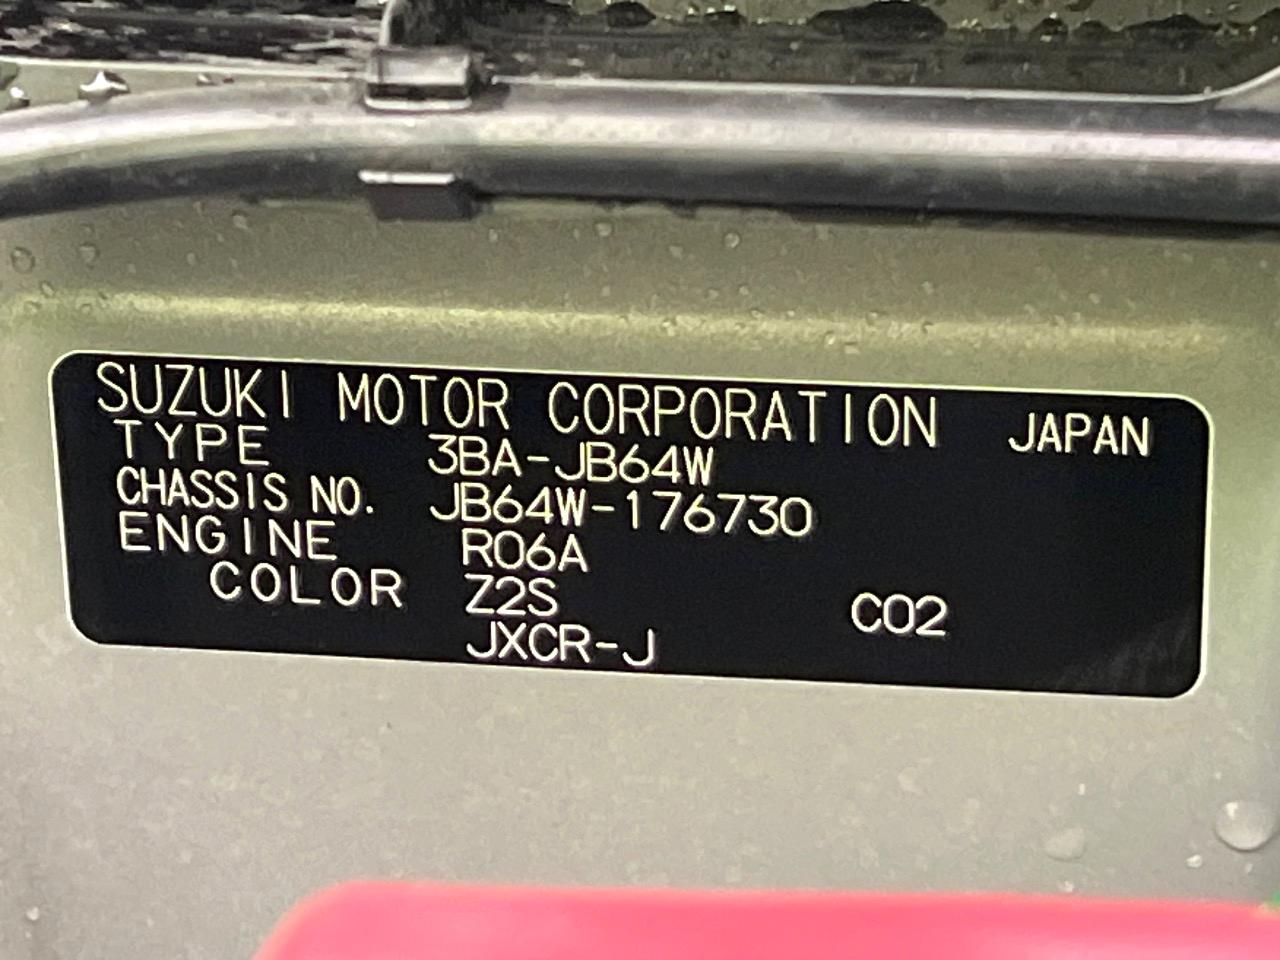 SUZUKI MOTOR CORPORATION JAPAN
TYPE 3BA-JB64W
CHASSIS NO. JB64W-176730
ENGINE R06A
COLOR Z2S C02
JXCR-J